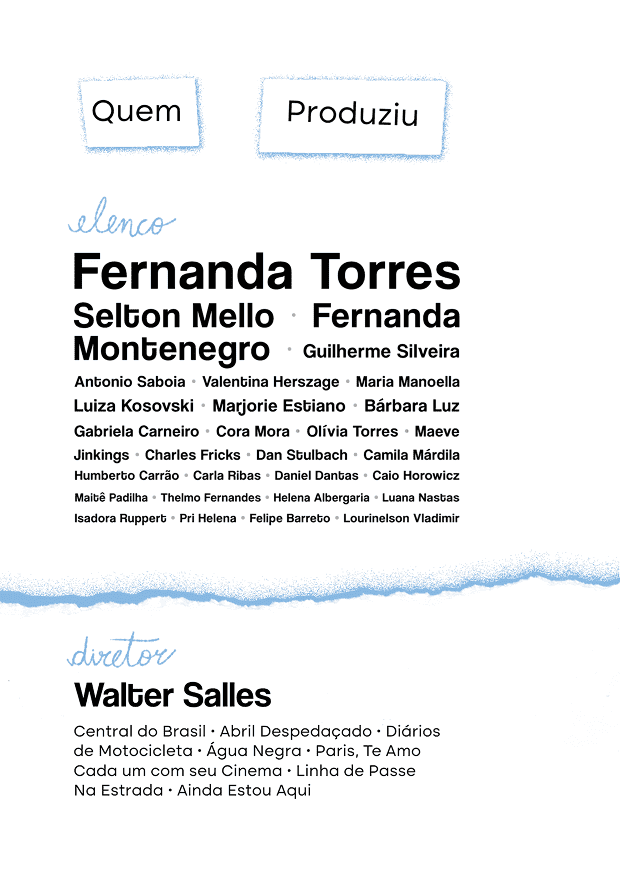 Quem Produziu
elenco
Fernanda Torres
Selton Mello • Fernanda
Montenegro • Guilherme Silveira
Antonio Saboia • Valentina Herszage • Maria Manoella
Luiza Kosovski • Marjorie Estiano • Bárbara Luz
Gabriela Carneiro • Cora Mora • Olívia Torres • Maeve
Jinkings • Charles Fricks • Dan Stulbach • Camila Márdila
Humberto Carrão • Carla Ribas • Daniel Dantas • Caio Horowicz
Maitê Padilha • Thelmo Fernandes • Helena Albergaria • Luana Nastas
Isadora Ruppert • Pri Helena • Felipe Barreto • Lourinelson Vladimir
diretor
Walter Salles
Central do Brasil • Abril Despedaçado • Diários
de Motocicleta • Água Negra • Paris, Te Amo
Cada um com seu Cinema • Linha de Passe
Na Estrada • Ainda Estou Aqui